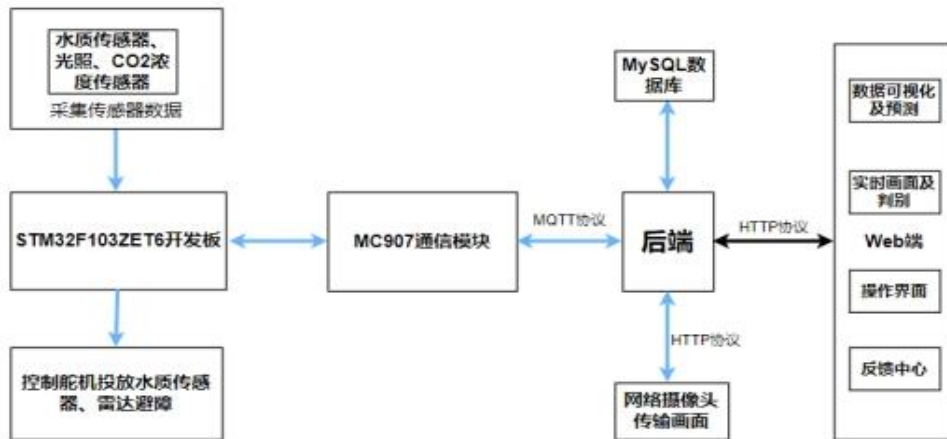 水质传感器、
光照、CO2浓
度传感器
采集传感器数据
MySQL数
据库
数据可视化
及预测
实时画面及
判别
STM32F103ZET6开发板
MC907通信模块
MQTT协议
后端
HTTP协议
Web端
操作界面
HTTP协议
反馈中心
控制舵机投放水质传感
器、雷达避障
网络摄像头
传输画面